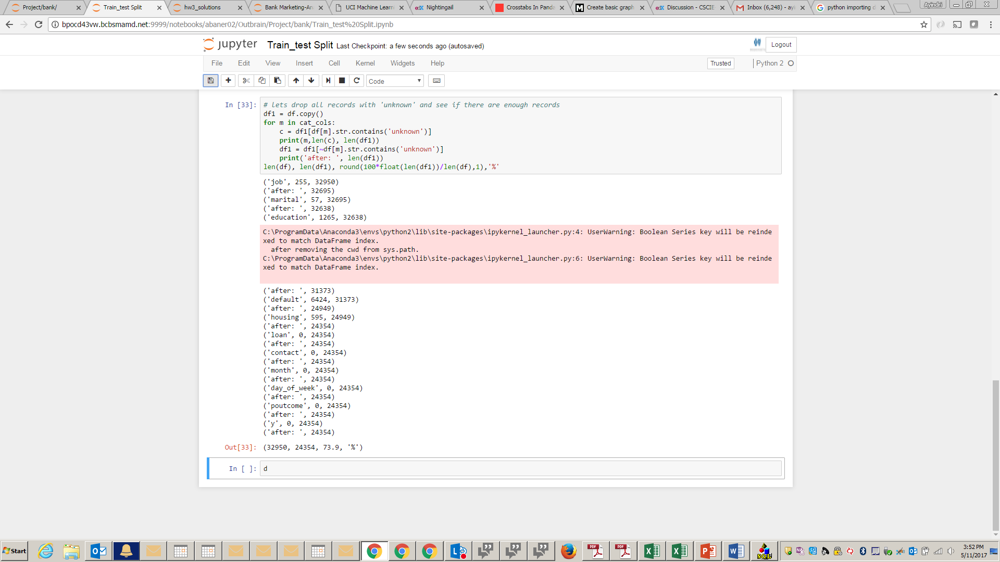 Project/bank/
Train_test Split
hw3_solutions
Bank Marketing-An
UCI Machine Learn
edX Nightingail
Crosstabs In Panda
M Create basic graph
edX Discussion - CSCIE
Inbox (6,248) - ayi
python importing d
Ayindri
bpocd43vw.bcbsmamd.net:9999/notebooks/abaner02/Outbrain/Project/bank/Train_test%20Split.ipynb
jupyter Train_test Split Last Checkpoint: a few seconds ago (autosaved)
Logout
File Edit View Insert Cell Kernel Widgets Help
Trusted Python 2
Code
In [33]: # lets drop all records with 'unknown' and see if there are enough records
df1 = df.copy()
for m in cat_cols:
    c = df1[df[m].str.contains('unknown')]
    print(m,len(c), len(df1))
    df1 = df1[~df[m].str.contains('unknown')]
    print('after: ', len(df1))
len(df), len(df1), round(100*float(len(df1))/len(df),1),'%'
('job', 255, 32950)
('after: ', 32695)
('marital', 57, 32695)
('after: ', 32638)
('education', 1265, 32638)
C:\ProgramData\Anaconda3\envs\python2\lib\site-packages\ipykernel_launcher.py:4: UserWarning: Boolean Series key will be reinde
xed to match DataFrame index.
  after removing the cwd from sys.path.
C:\ProgramData\Anaconda3\envs\python2\lib\site-packages\ipykernel_launcher.py:6: UserWarning: Boolean Series key will be reinde
xed to match DataFrame index.
('after: ', 31373)
('default', 6424, 31373)
('after: ', 24949)
('housing', 595, 24949)
('after: ', 24354)
('loan', 0, 24354)
('after: ', 24354)
('contact', 0, 24354)
('after: ', 24354)
('month', 0, 24354)
('after: ', 24354)
('day_of_week', 0, 24354)
('after: ', 24354)
('poutcome', 0, 24354)
('after: ', 24354)
('y', 0, 24354)
('after: ', 24354)
Out[33]: (32950, 24354, 73.9, '%')
In [ ]: d
Start
SQL
3:52 PM
5/11/2017